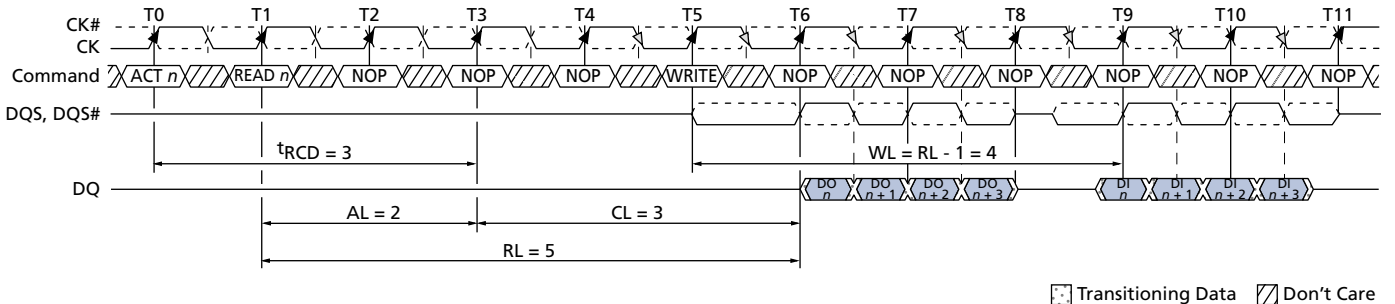 T0 T1 T2 T3 T4 T5 T6 T7 T8 T9 T10 T11
CK#
CK
Command ACT n READ n NOP NOP NOP WRITE NOP NOP NOP NOP NOP NOP
DQS, DQS#
tRCD = 3 WL = RL - 1 = 4
DQ DO n DO n + 1 DO n + 2 DO n + 3 DI n DI n + 1 DI n + 2 DI n + 3
AL = 2 CL = 3
RL = 5
Transitioning Data Don't Care